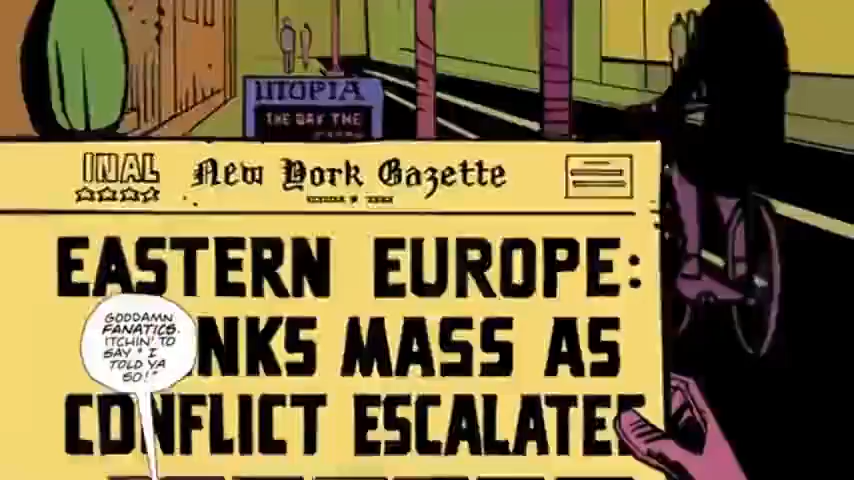 UTOPIA
THE DAY THE
INAL
New York Gazette
EASTERN EUROPE:
NKS MASS AS
CONFLICT ESCALATES
GODDAMN
FANATICS.
ITCHIN' TO
SAY "I
TOLD YA
SO!"